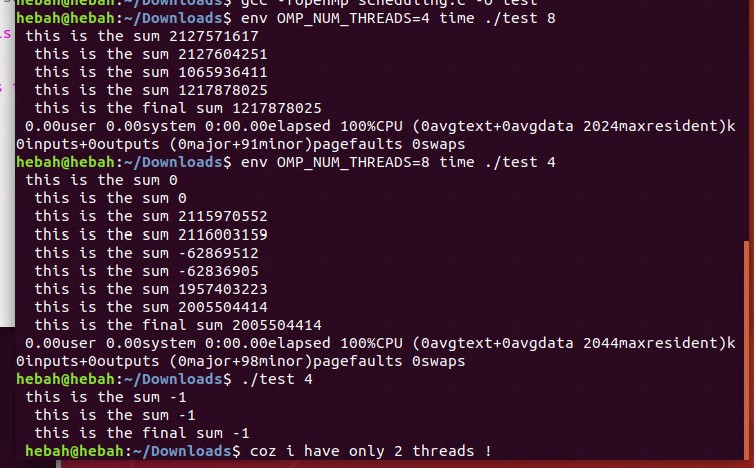 hebah@hebah:~/Downloads$ gcc -fopenmp scheduling.c -o test
hebah@hebah:~/Downloads$ env OMP_NUM_THREADS=4 time ./test 8
this is the sum 2127571617
this is the sum 2127604251
this is the sum 1065936411
this is the sum 1217878025
this is the final sum 1217878025
0.00user 0.00system 0:00.00elapsed 100%CPU (0avgtext+0avgdata 2024maxresident)k
0inputs+0outputs (0major+91minor)pagefaults 0swaps
hebah@hebah:~/Downloads$ env OMP_NUM_THREADS=8 time ./test 4
this is the sum 0
this is the sum 0
this is the sum 2115970552
this is the sum 2116003159
this is the sum -62869512
this is the sum -62836905
this is the sum 1957403223
this is the sum 2005504414
this is the final sum 2005504414
0.00user 0.00system 0:00.00elapsed 100%CPU (0avgtext+0avgdata 2044maxresident)k
0inputs+0outputs (0major+98minor)pagefaults 0swaps
hebah@hebah:~/Downloads$ ./test 4
this is the sum -1
this is the sum -1
this is the final sum -1
hebah@hebah:~/Downloads$ coz i have only 2 threads !